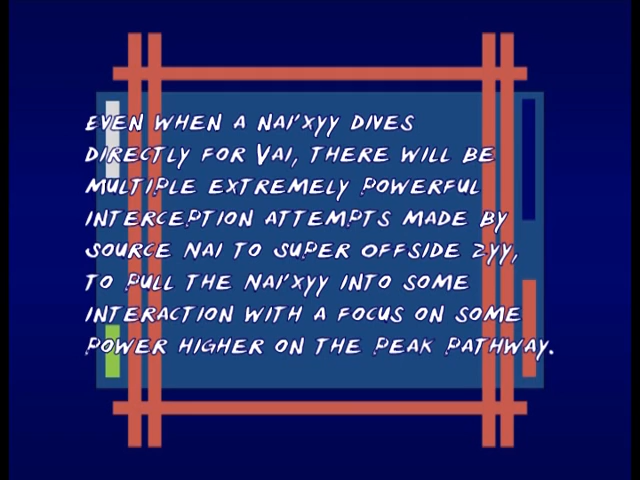 EVEN WHEN A NAI'XYY DIVES
DIRECTLY FOR VAI, THERE WILL BE
MULTIPLE EXTREMELY POWERFUL
INTERCEPTION ATTEMPTS MADE BY
SOURCE NAI TO SUPER OFFSIDE ZYY,
TO PULL THE NAI'XYY INTO SOME
INTERACTION WITH A FOCUS ON SOME
POWER HIGHER ON THE PEAK PATHWAY.